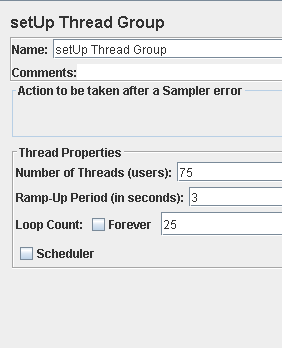 setUp Thread Group
Name: setUp Thread Group
Comments:
Action to be taken after a Sampler error
Thread Properties
Number of Threads (users): 75
Ramp-Up Period (in seconds): 3
Loop Count: Forever 25
Scheduler